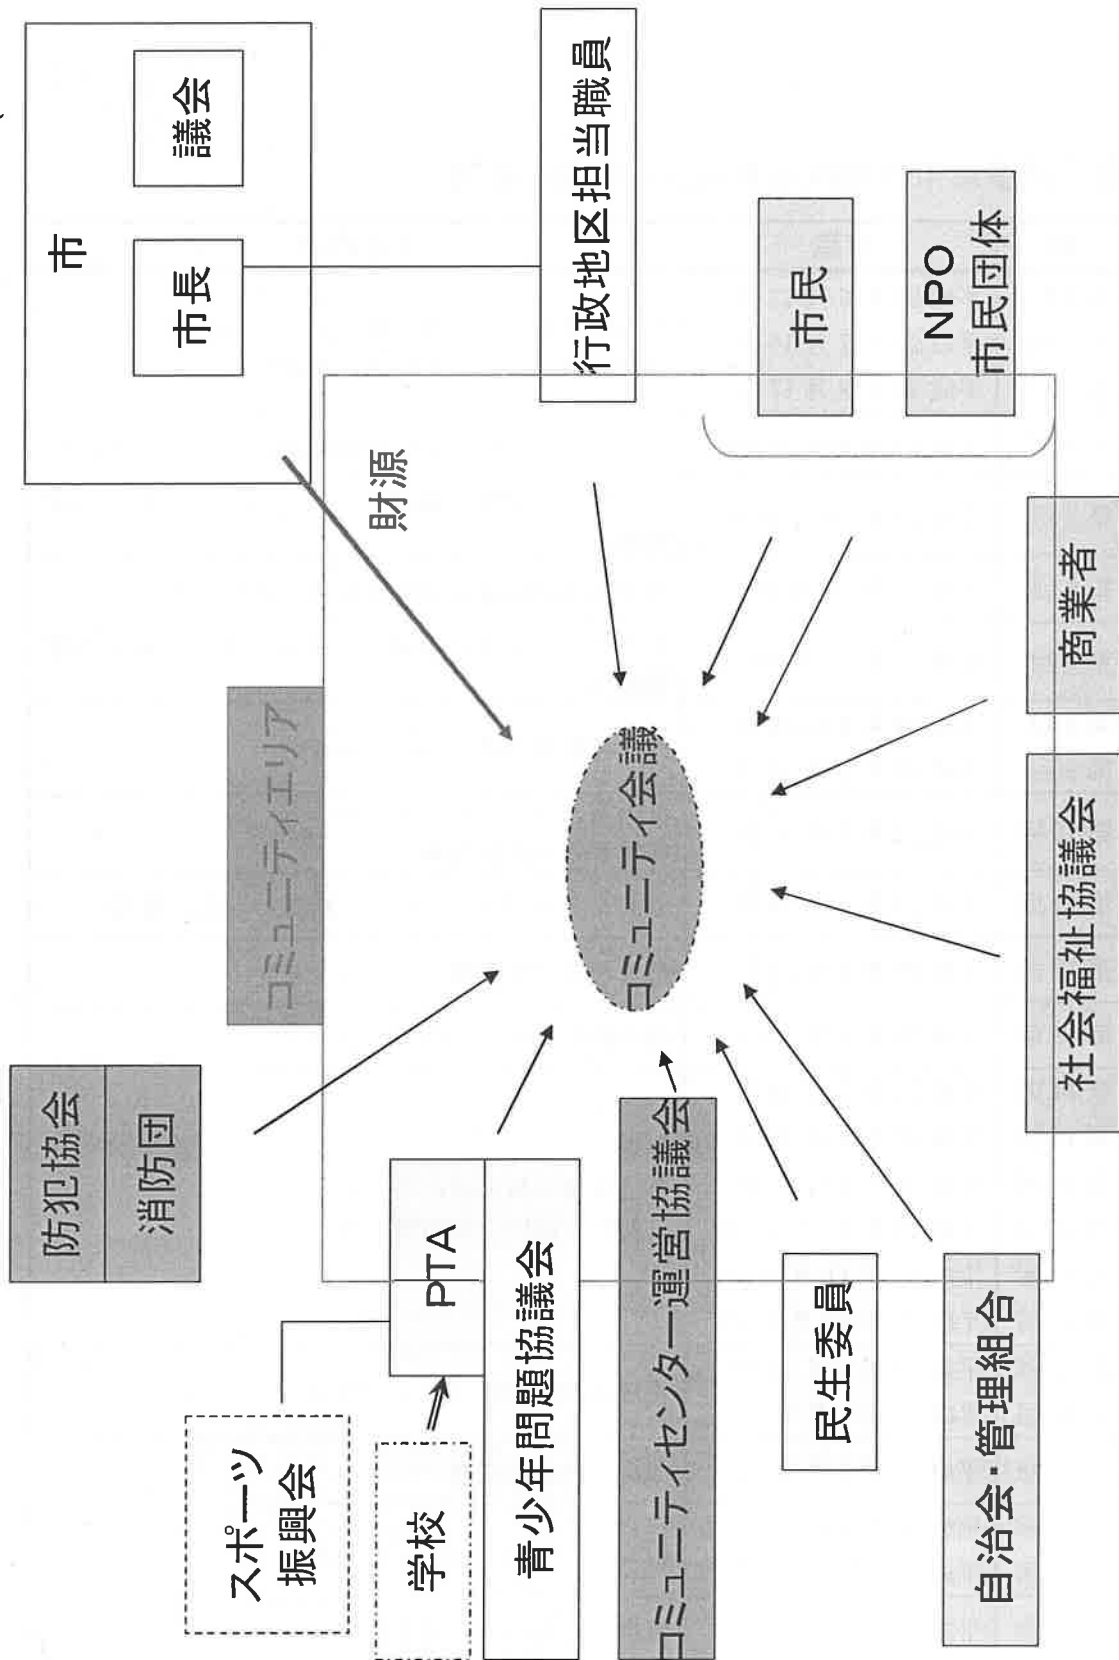 市
市長
議会
財源
行政地区担当職員
コミュニティエリア
防犯協会
消防団
スポーツ
振興会
学校
PTA
青少年問題協議会
コミュニティ会議
コミュニティセンター運営協議会
市民
NPO
市民団体
民生委員
自治会・管理組合
社会福祉協議会
商業者